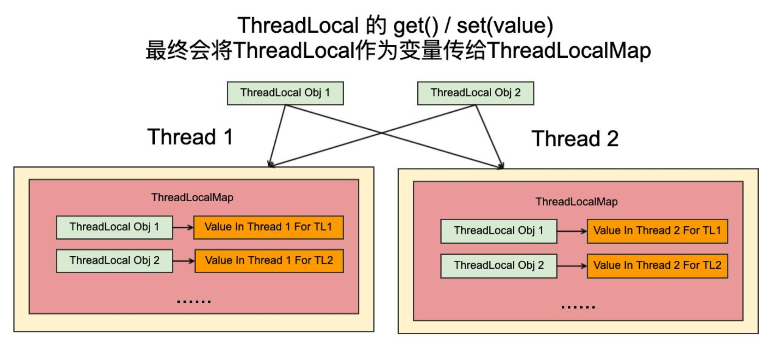 ThreadLocal 的 get() / set(value)
最终会将ThreadLocal作为变量传给ThreadLocalMap
ThreadLocal Obj 1
ThreadLocal Obj 2
Thread 1
Thread 2
ThreadLocalMap
ThreadLocal Obj 1
Value In Thread 1 For TL1
ThreadLocal Obj 2
Value In Thread 1 For TL2
......
ThreadLocalMap
ThreadLocal Obj 1
Value In Thread 2 For TL1
ThreadLocal Obj 2
Value In Thread 2 For TL2
......